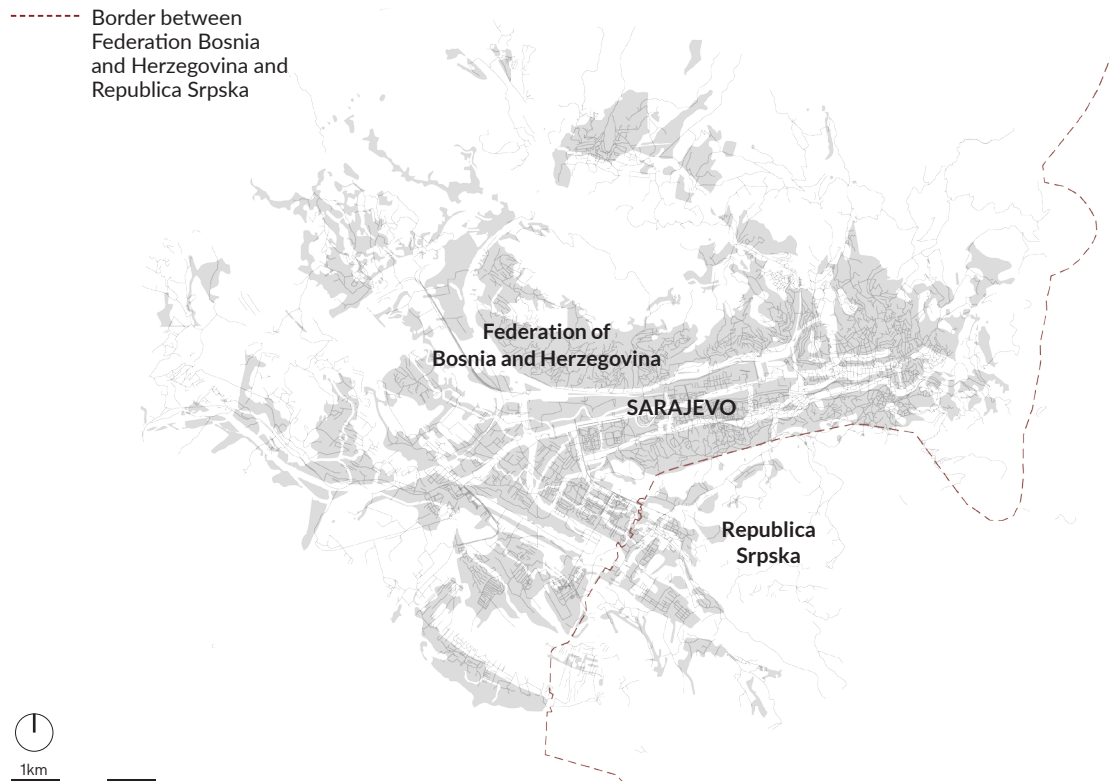 Border between
Federation Bosnia
and Herzegovina and
Republica Srpska
Federation of
Bosnia and Herzegovina
SARAJEVO
Republica
Srpska
1km